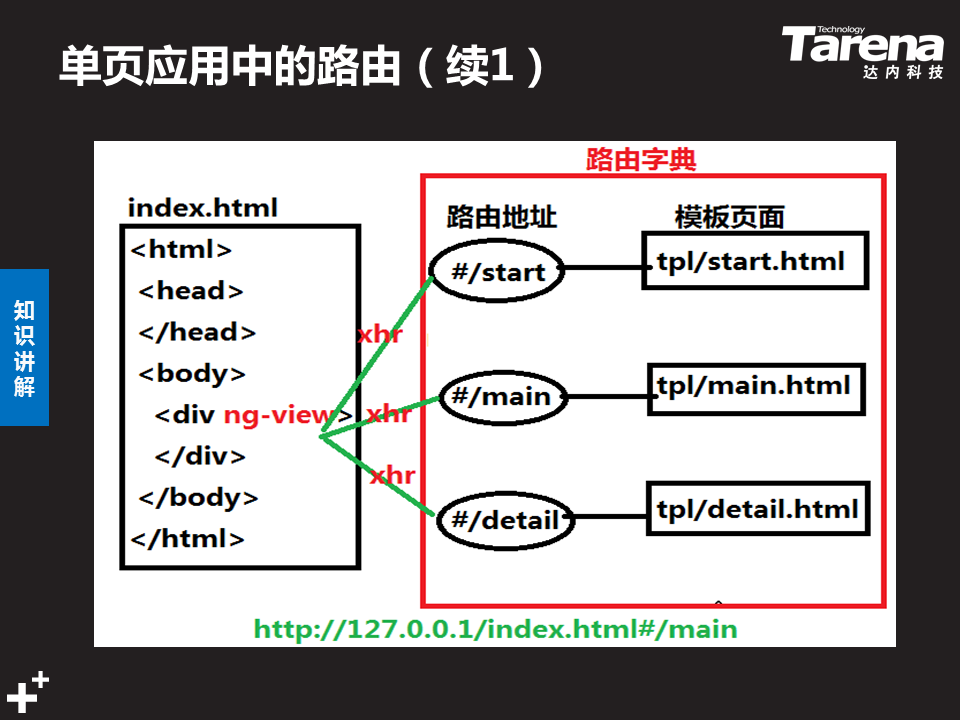 单页应用中的路由（续1）
Technology
Tarena
达内科技
知识讲解
路由字典
index.html
<html>
<head>
</head>
<body>
<div ng-view>
</div>
</body>
</html>
xhr
xhr
xhr
路由地址
模板页面
#/start
tpl/start.html
#/main
tpl/main.html
#/detail
tpl/detail.html
http://127.0.0.1/index.html#/main